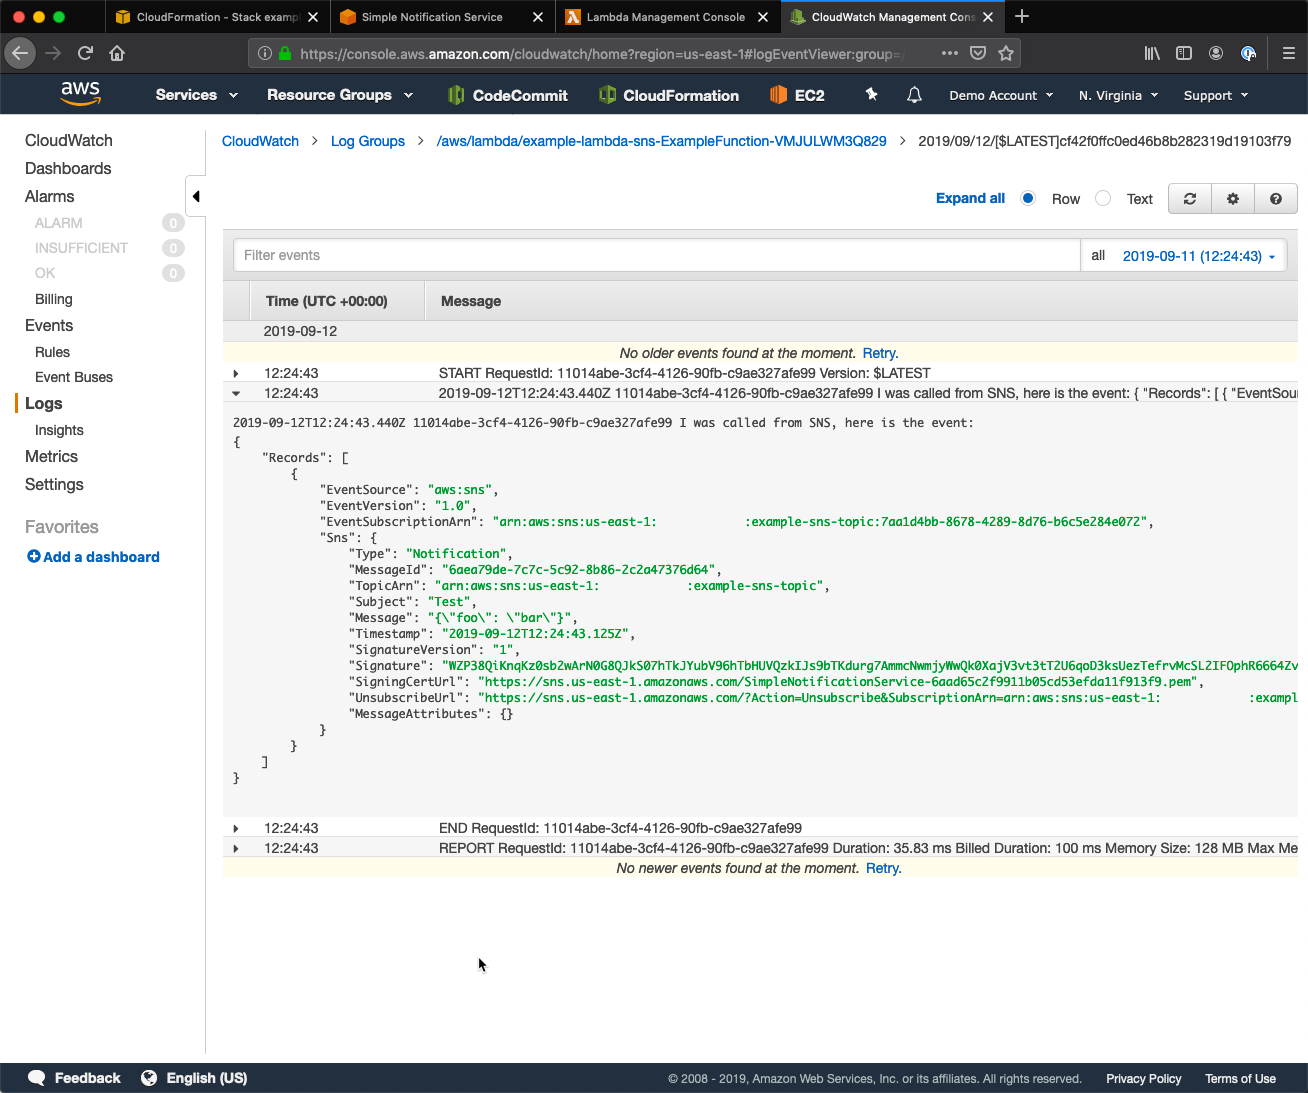 CloudFormation - Stack exampl
Simple Notification Service
Lambda Management Console
CloudWatch Management Cons
https://console.aws.amazon.com/cloudwatch/home?region=us-east-1#logEventViewer:group=/
aws
Services
Resource Groups
CodeCommit
CloudFormation
EC2
Demo Account
N. Virginia
Support
CloudWatch
Dashboards
Alarms
ALARM 0
INSUFFICIENT 0
OK 0
Billing
Events
Rules
Event Buses
Logs
Insights
Metrics
Settings
Favorites
Add a dashboard
CloudWatch > Log Groups > /aws/lambda/example-lambda-sns-ExampleFunction-VMJULWM3Q829 > 2019/09/12/[$LATEST]cf42f0ffc0ed46b8b282319d19103f79
Expand all Row Text
Filter events
all 2019-09-11 (12:24:43)
Time (UTC +00:00) Message
2019-09-12
No older events found at the moment. Retry.
12:24:43 START RequestId: 11014abe-3cf4-4126-90fb-c9ae327afe99 Version: $LATEST
12:24:43 2019-09-12T12:24:43.440Z 11014abe-3cf4-4126-90fb-c9ae327afe99 I was called from SNS, here is the event: { "Records": [ { "EventSou
2019-09-12T12:24:43.440Z 11014abe-3cf4-4126-90fb-c9ae327afe99 I was called from SNS, here is the event:
{
"Records": [
{
"EventSource": "aws:sns",
"EventVersion": "1.0",
"EventSubscriptionArn": "arn:aws:sns:us-east-1: :example-sns-topic:7aa1d4bb-8678-4289-8d76-b6c5e284e072",
"Sns": {
"Type": "Notification",
"MessageId": "6aea79de-7c7c-5c92-8b86-2c2a47376d64",
"TopicArn": "arn:aws:sns:us-east-1: :example-sns-topic",
"Subject": "Test",
"Message": "{\"foo\": \"bar\"}",
"Timestamp": "2019-09-12T12:24:43.125Z",
"SignatureVersion": "1",
"Signature": "WZP38QiKnqKz0sb2wArN0G8QJkS07hTkJYubV96hTbHUVQzkIJs9bTKdurg7AmmcNwmjyWwQk0XajV3vt3tT2U6qoD3ksUezTefrvMcSL2IFOphR6664Zv
"SigningCertUrl": "https://sns.us-east-1.amazonaws.com/SimpleNotificationService-6aad65c2f9911b05cd53efda11f913f9.pem",
"UnsubscribeUrl": "https://sns.us-east-1.amazonaws.com/?Action=Unsubscribe&SubscriptionArn=arn:aws:sns:us-east-1: :exampl
"MessageAttributes": {}
}
}
]
}
12:24:43 END RequestId: 11014abe-3cf4-4126-90fb-c9ae327afe99
12:24:43 REPORT RequestId: 11014abe-3cf4-4126-90fb-c9ae327afe99 Duration: 35.83 ms Billed Duration: 100 ms Memory Size: 128 MB Max Me
No newer events found at the moment. Retry.
Feedback
English (US)
© 2008 - 2019, Amazon Web Services, Inc. or its affiliates. All rights reserved.
Privacy Policy
Terms of Use